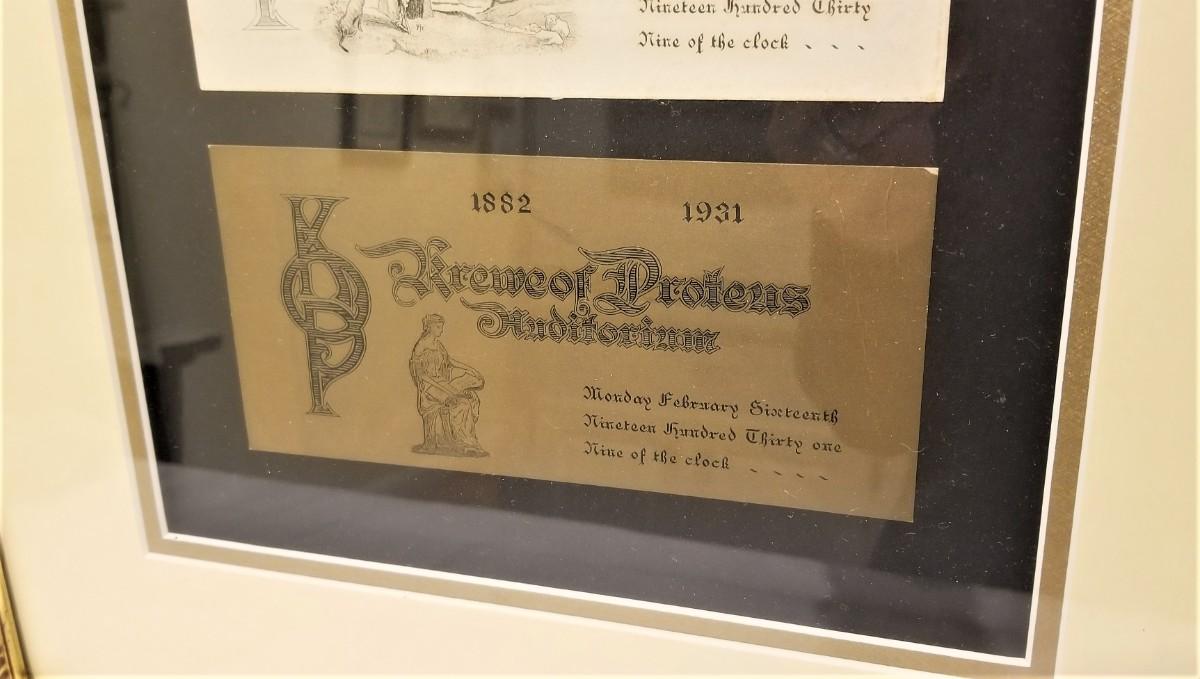 Nineteen Hundred Thirty
Nine of the clock - - -
1882 1931
KOP
Krewe of Proteus
Auditorium
Monday February Sixteenth
Nineteen Hundred Thirty one
Nine of the clock - - - -